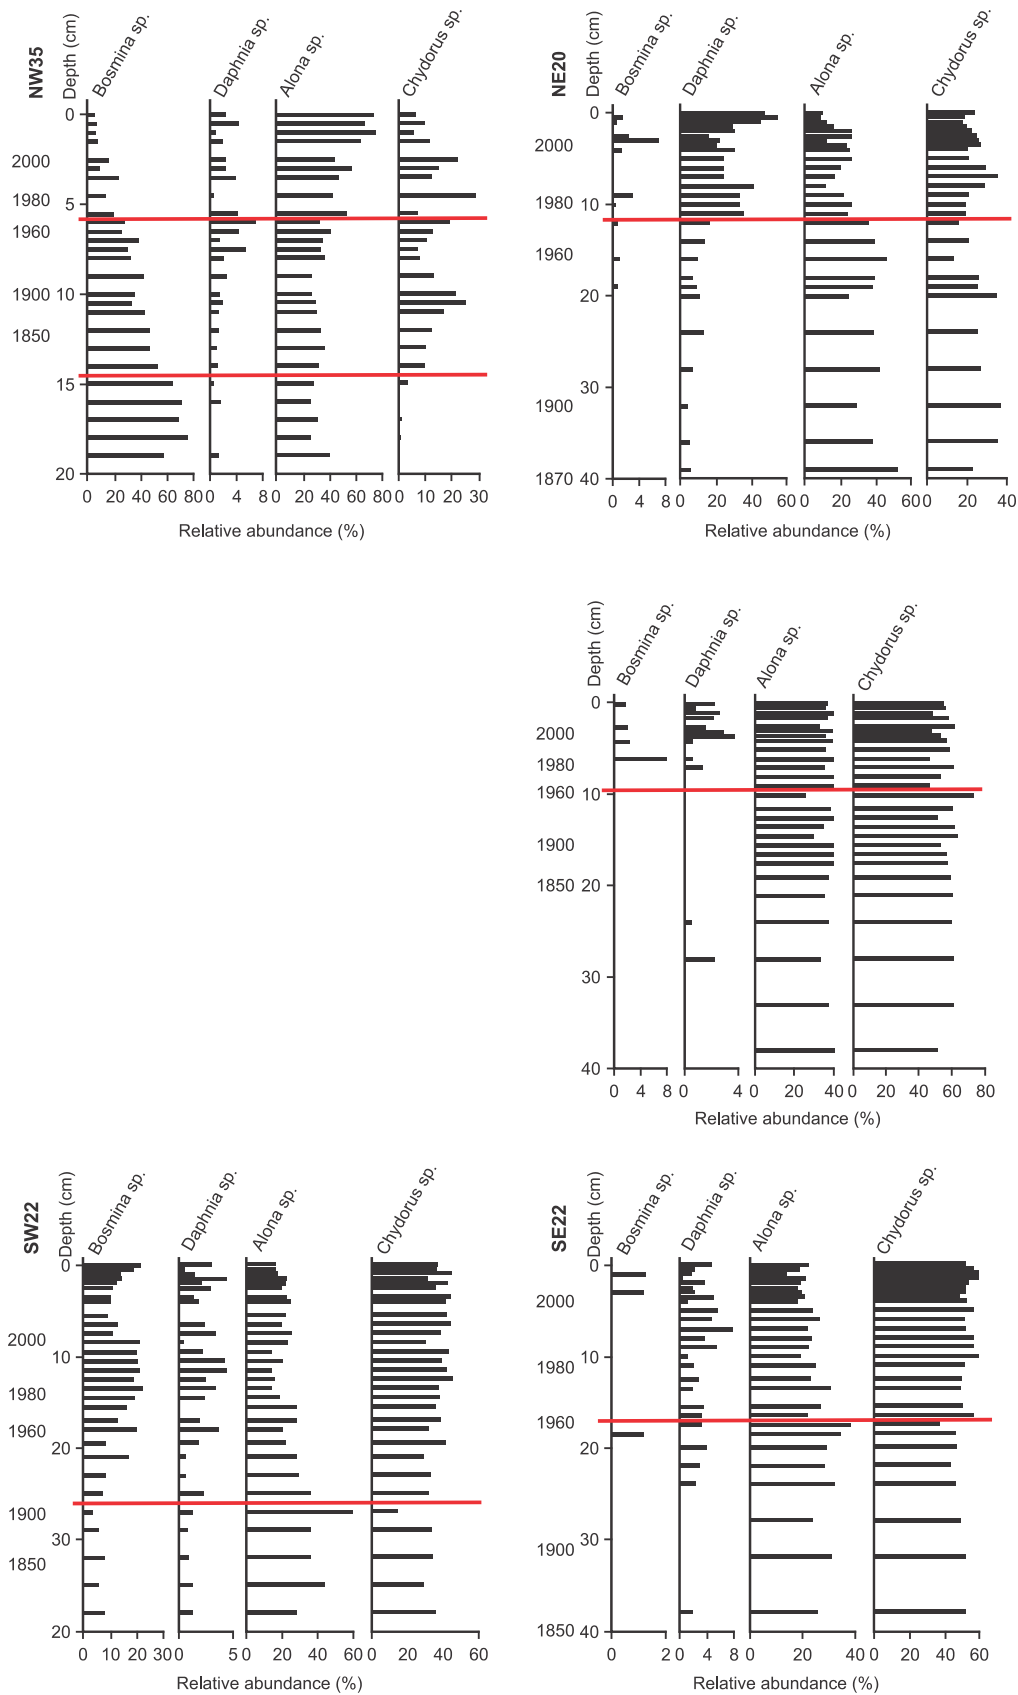 NW35
Depth (cm)
Bosmina sp.
Daphnia sp.
Alona sp.
Chydorus sp.
0
2000
1980
5
1960
1900
10
1850
15
20
0 20 40 60 80
0 4 8
0 20 40 60 80
0 10 20 30
Relative abundance (%)
NE20
Depth (cm)
Bosmina sp.
Daphnia sp.
Alona sp.
Chydorus sp.
0
2000
1980
10
1960
20
30
1900
1870
40
0 4 8
0 20 40 60
0 20 40 60
0 20 40
Relative abundance (%)
Depth (cm)
Bosmina sp.
Daphnia sp.
Alona sp.
Chydorus sp.
0
2000
1980
1960
10
1900
1850
20
30
40
0 4 8
0 4
0 20 40
0 20 40 60 80
Relative abundance (%)
SW22
Depth (cm)
Bosmina sp.
Daphnia sp.
Alona sp.
Chydorus sp.
0
2000
10
1980
1960
20
1900
30
1850
20
0 10 20 30
0 5
0 20 40 60
0 20 40 60
Relative abundance (%)
SE22
Depth (cm)
Bosmina sp.
Daphnia sp.
Alona sp.
Chydorus sp.
0
2000
10
1980
1960
20
30
1900
1850
40
0 2
0 4 8
0 20 40
0 20 40 60
Relative abundance (%)